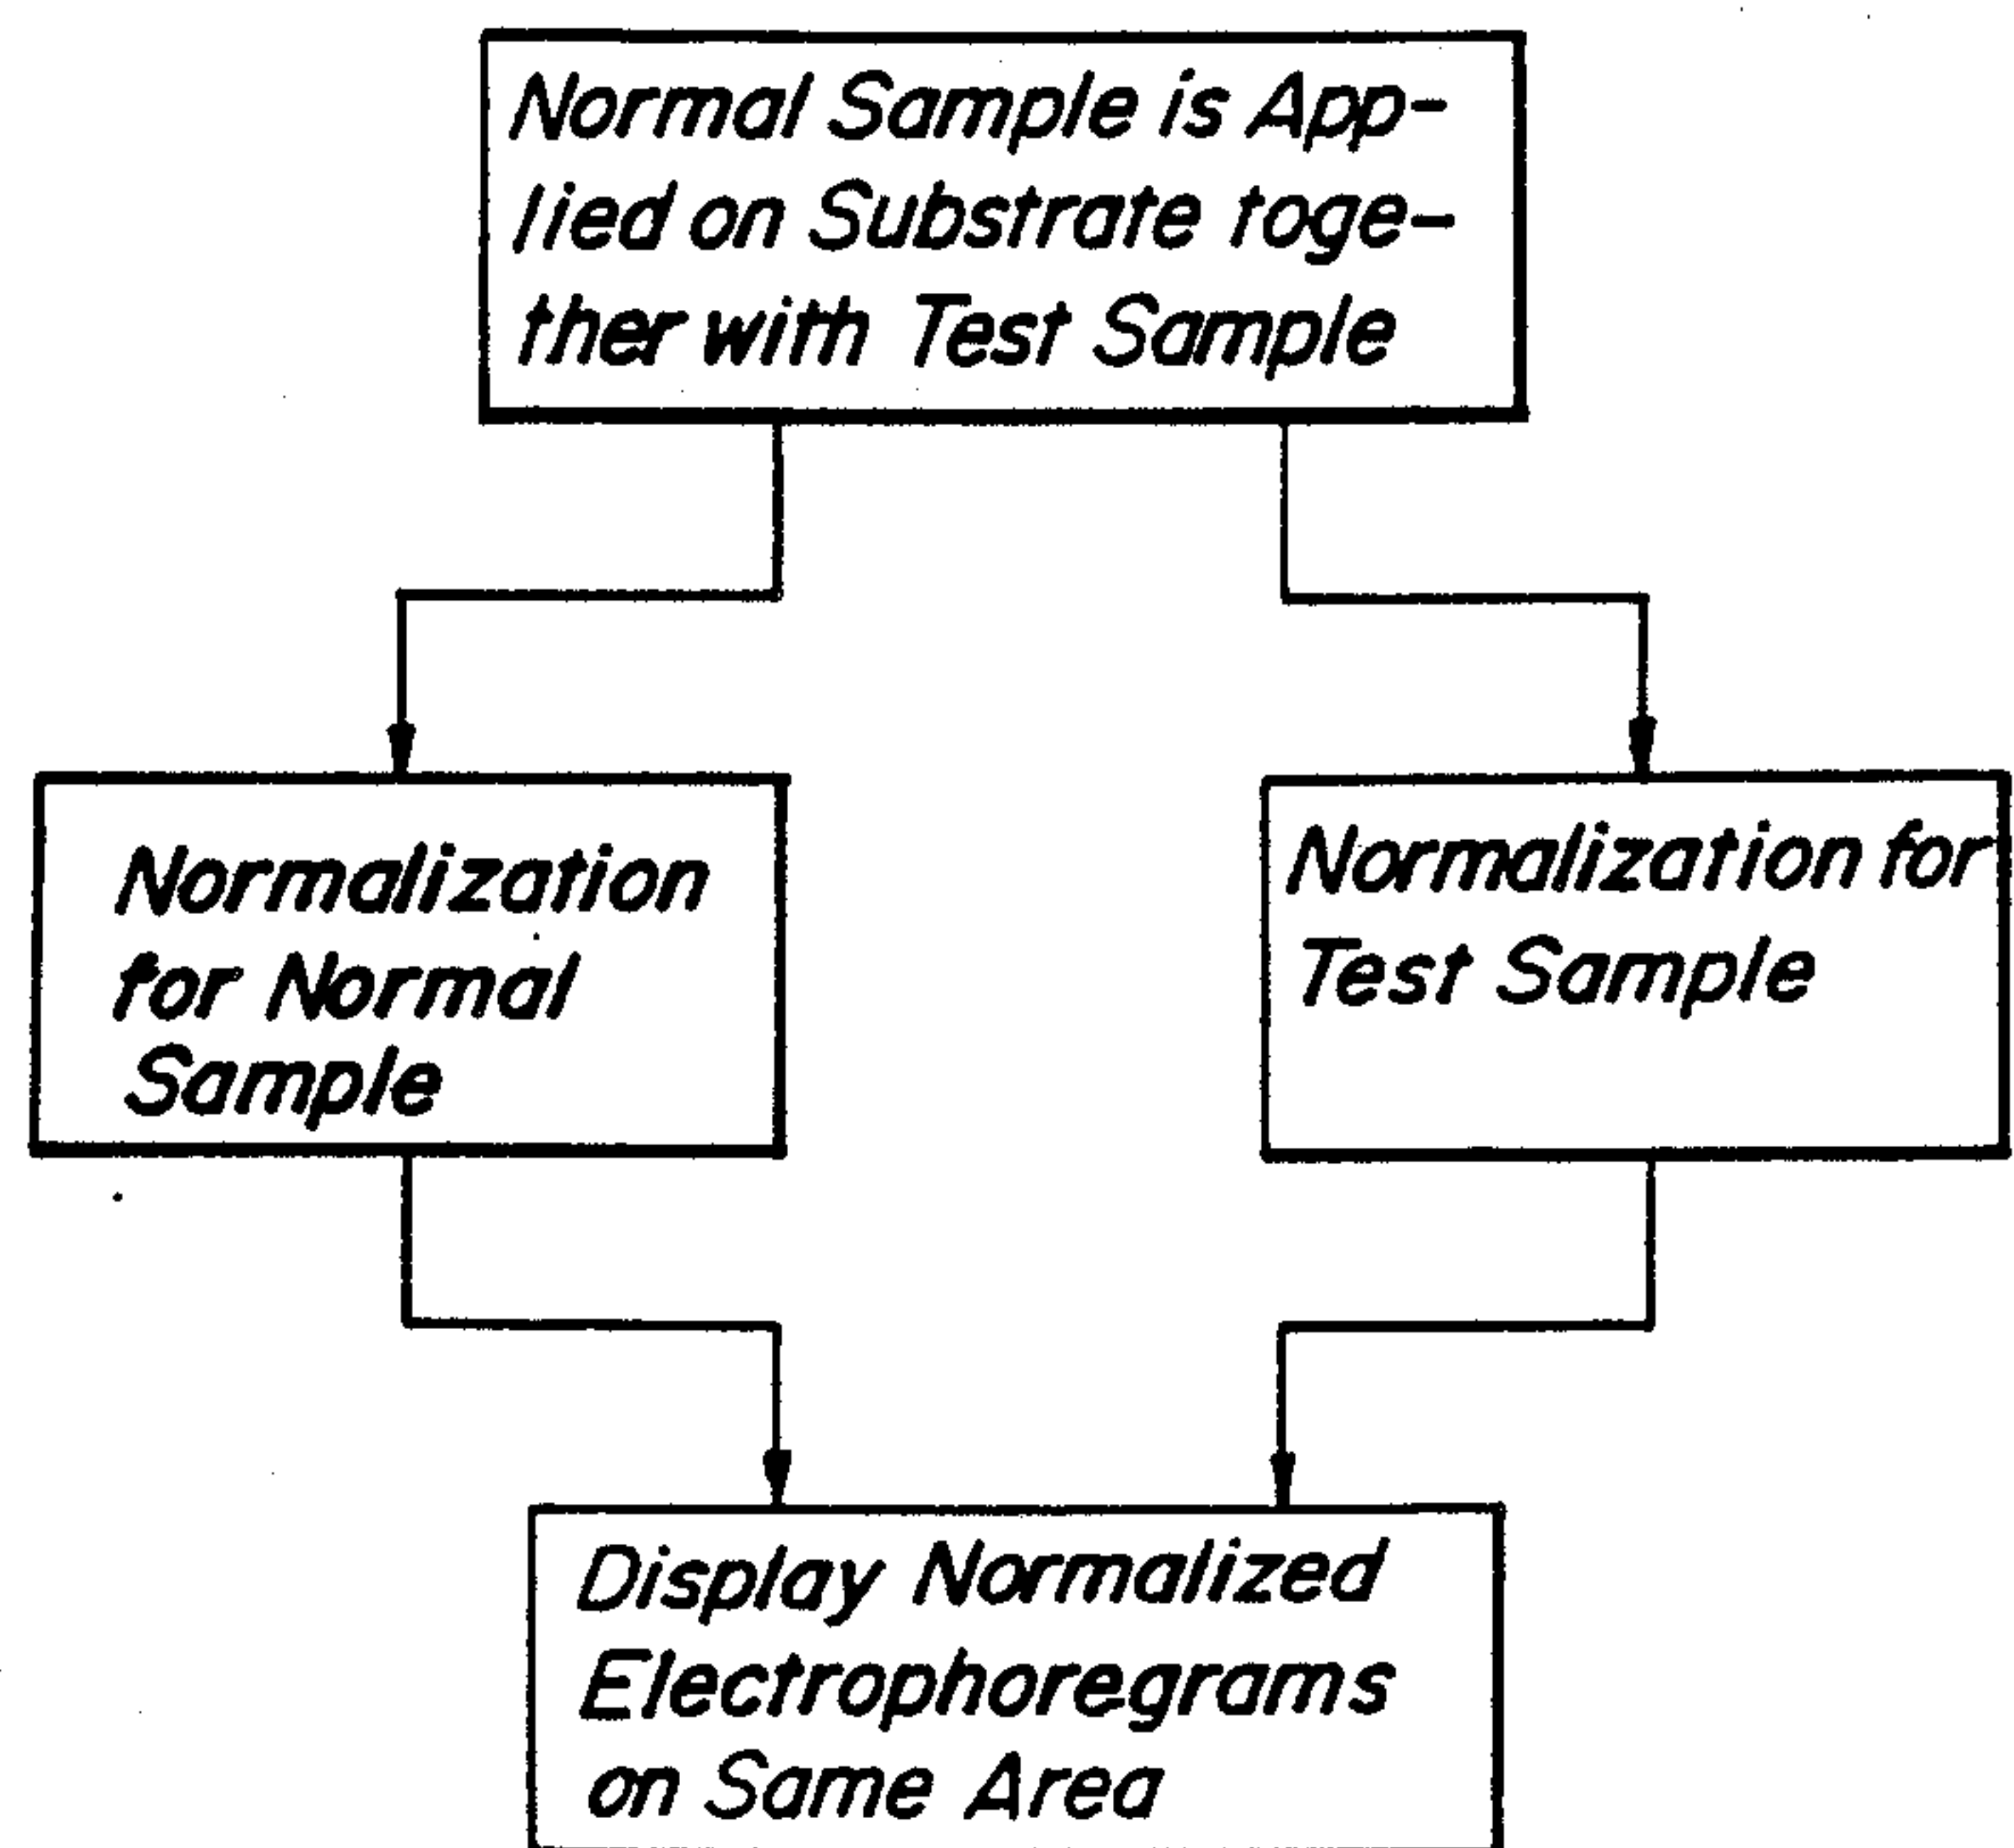 Normal Sample is App-
lied on Substrate toge-
ther with Test Sample
Normalization
for Normal
Sample
Normalization for
Test Sample
Display Normalized
Electrophoregrams
on Same Area